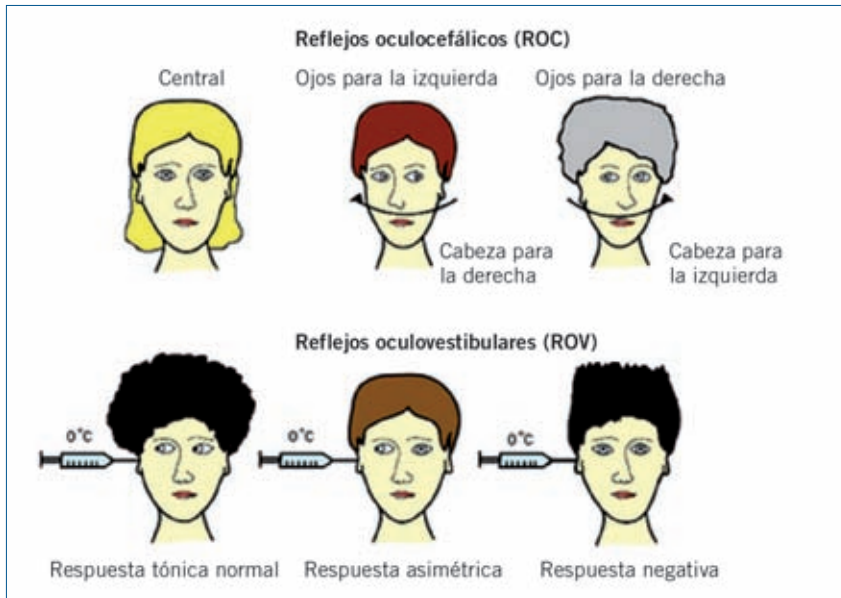 Reflejos oculocefálicos (ROC)
Central
Ojos para la izquierda
Ojos para la derecha
Cabeza para
la derecha
Cabeza para
la izquierda
Reflejos oculovestibulares (ROV)
0°C
0°C
0°C
Respuesta tónica normal
Respuesta asimétrica
Respuesta negativa